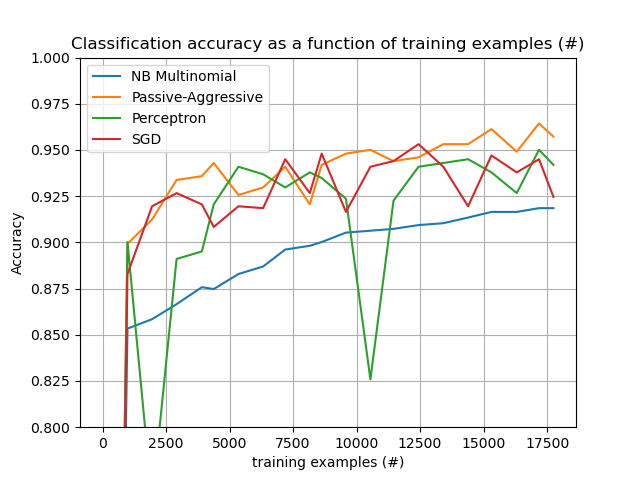 Classification accuracy as a function of training examples (#)
NB Multinomial
Passive-Aggressive
Perceptron
SGD
Accuracy
1.000
0.975
0.950
0.925
0.900
0.875
0.850
0.825
0.800
0 2500 5000 7500 10000 12500 15000 17500
training examples (#)